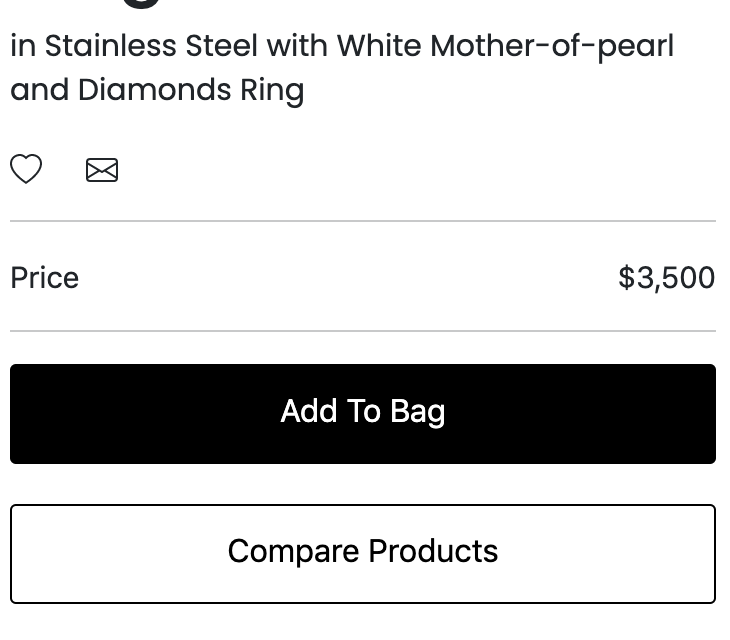 in Stainless Steel with White Mother-of-pearl
and Diamonds Ring
Price $3,500
Add To Bag
Compare Products